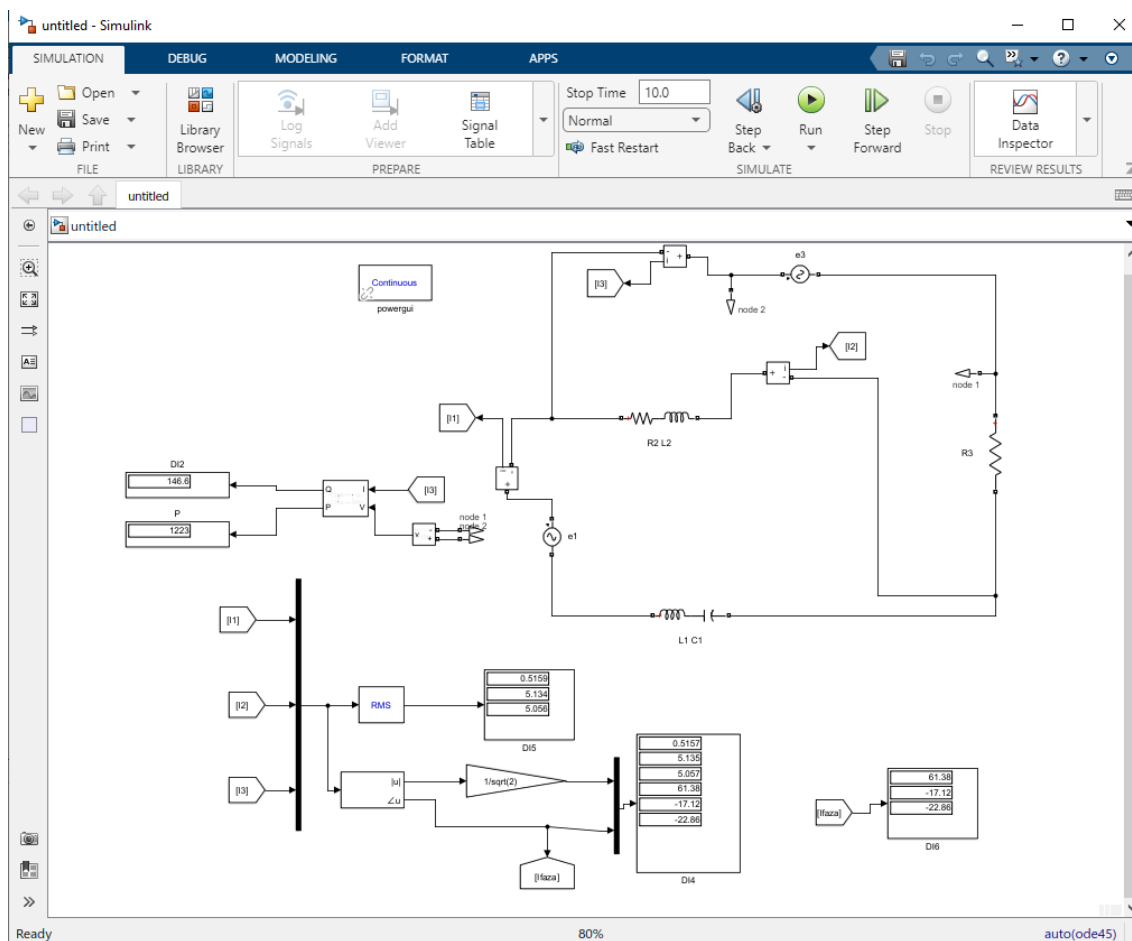 untitled - Simulink
SIMULATION DEBUG MODELING FORMAT APPS
New
Open
Save
Print
FILE
Library Browser
LIBRARY
Log Signals
Add Viewer
Signal Table
PREPARE
Stop Time 10.0
Normal
Fast Restart
Step Back
Run
Step Forward
Stop
SIMULATE
Data Inspector
REVIEW RESULTS
untitled
untitled
Continuous
powergui
- i +
[I3]
e3
node 2
[I2]
+ i -
node 1
[I1]
R2 L2
R3
DI2
146.6
P
1223
Q I
P V
[I3]
node 1
node 2
v - +
+
e1
L1 C1
[I1]
[I2]
[I3]
RMS
0.5159
5.134
5.056
DI5
|u|
∠u
1/sqrt(2)
[Ifaza]
0.5157
5.135
5.057
61.38
-17.12
-22.86
DI4
[Ifaza]
61.38
-17.12
-22.86
DI6
Ready 80% auto(ode45)